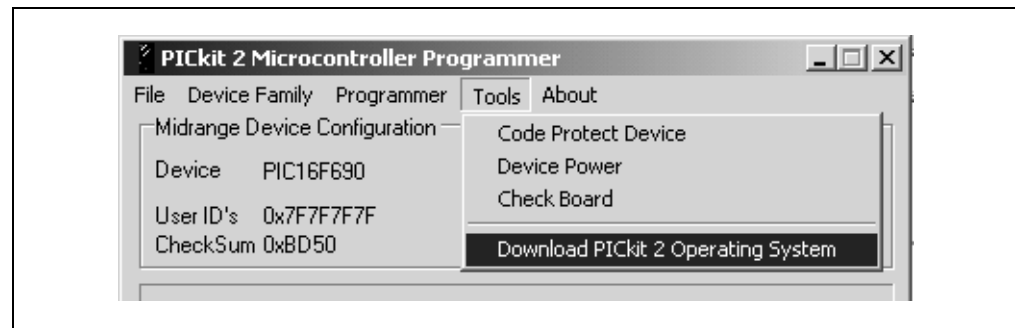 PICkit 2 Microcontroller Programmer
File Device Family Programmer Tools About
Midrange Device Configuration
Code Protect Device
Device PIC16F690
Device Power
Check Board
User ID's 0x7F7F7F7F
CheckSum 0xBD50
Download PICkit 2 Operating System